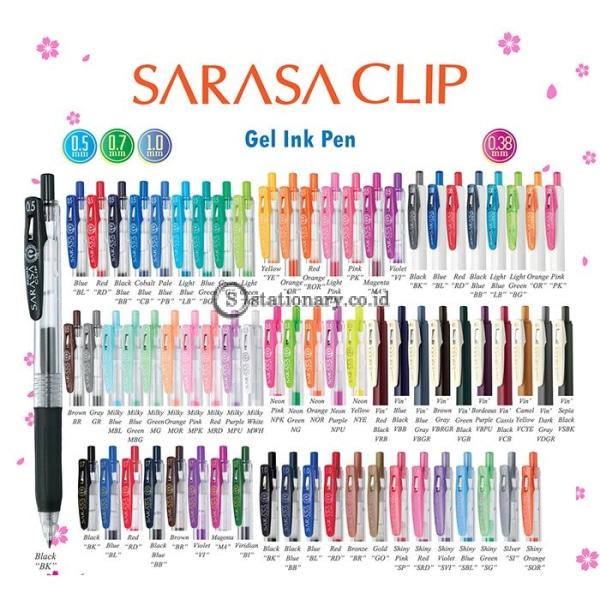 SARASA CLIP
Gel Ink Pen
0.5 mm
0.7 mm
1.0 mm
0.38 mm
0.5 SARASA
Stationary.co.id
Blue "BL"
Red "RD"
Black Blue "BB"
Cobalt Blue "CB"
Pale Blue "PB"
Light Blue "LB"
Light Green
Yellow "YE"
Orange "OR"
Red Orange "ROR"
Light Pink
Pink "PK"
Magenta "MA"
Violet "VI"
Black "BK"
Blue "BL"
Red "RD"
Black Blue "BB"
Light Blue "LB"
Light Green "BG"
Orange "OR"
Pink "PK"
Brown BR
Gray GR
Milky Blue MBL
Milky Blue Green MBG
Milky Green MG
Milky Orange MOR
Milky Pink MPK
Milky Red MRD
Milky Purple MPU
Milky White MWH
Neon Pink NPK
Neon Green NG
Neon Orange NOR
Neon Purple NPU
Neon Yellow NYE
Vin' Red Black VRB
Vin' Blue Black VBB
Vin' Blue Gray VBGR
Vin' Brown Gray VBRGR
Vin' Green Black VGB
Vin' Bordeaux Purple VBPU
Vin' Cassis Black VCB
Vin' Camel Yellow VCYE
Vin' Dark Gray VDGR
Vin' Sepia Black VSBK
Black "BK"
Black "BK"
Blue "BL"
Red "RD"
Black Blue "BB"
Brown "BR"
Violet "VI"
Magenta "MA"
Viridian "BI"
Black "BK"
Black Blue "BB"
Blue "BL"
Red "RD"
Bronze "BR"
Gold "GO"
Shiny Pink "SP"
Shiny Red "SRD"
Shiny Violet "SVI"
Shiny Blue "SBL"
Shiny Green "SG"
Silver "SI"
Shiny Orange "SOR"